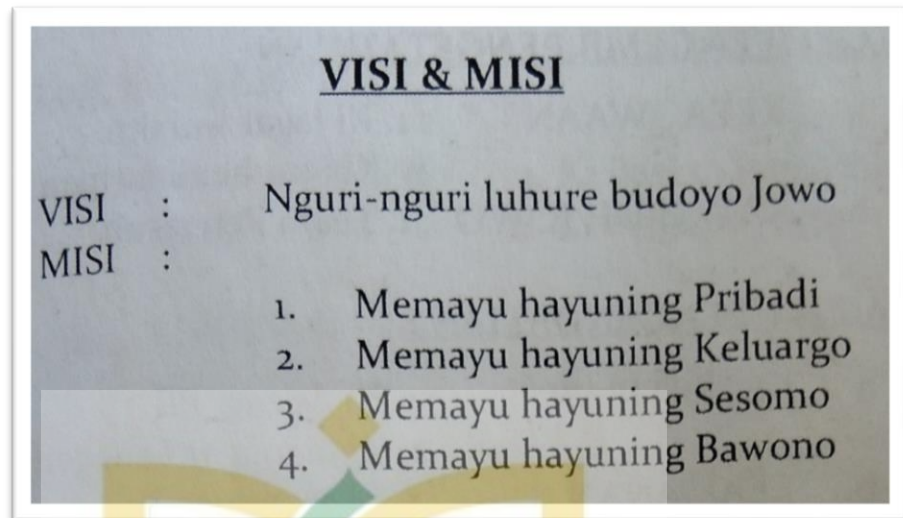 VISI & MISI
VISI : Nguri-nguri luhure budoyo Jowo
MISI :
1. Memayu hayuning Pribadi
2. Memayu hayuning Keluargo
3. Memayu hayuning Sesomo
4. Memayu hayuning Bawono